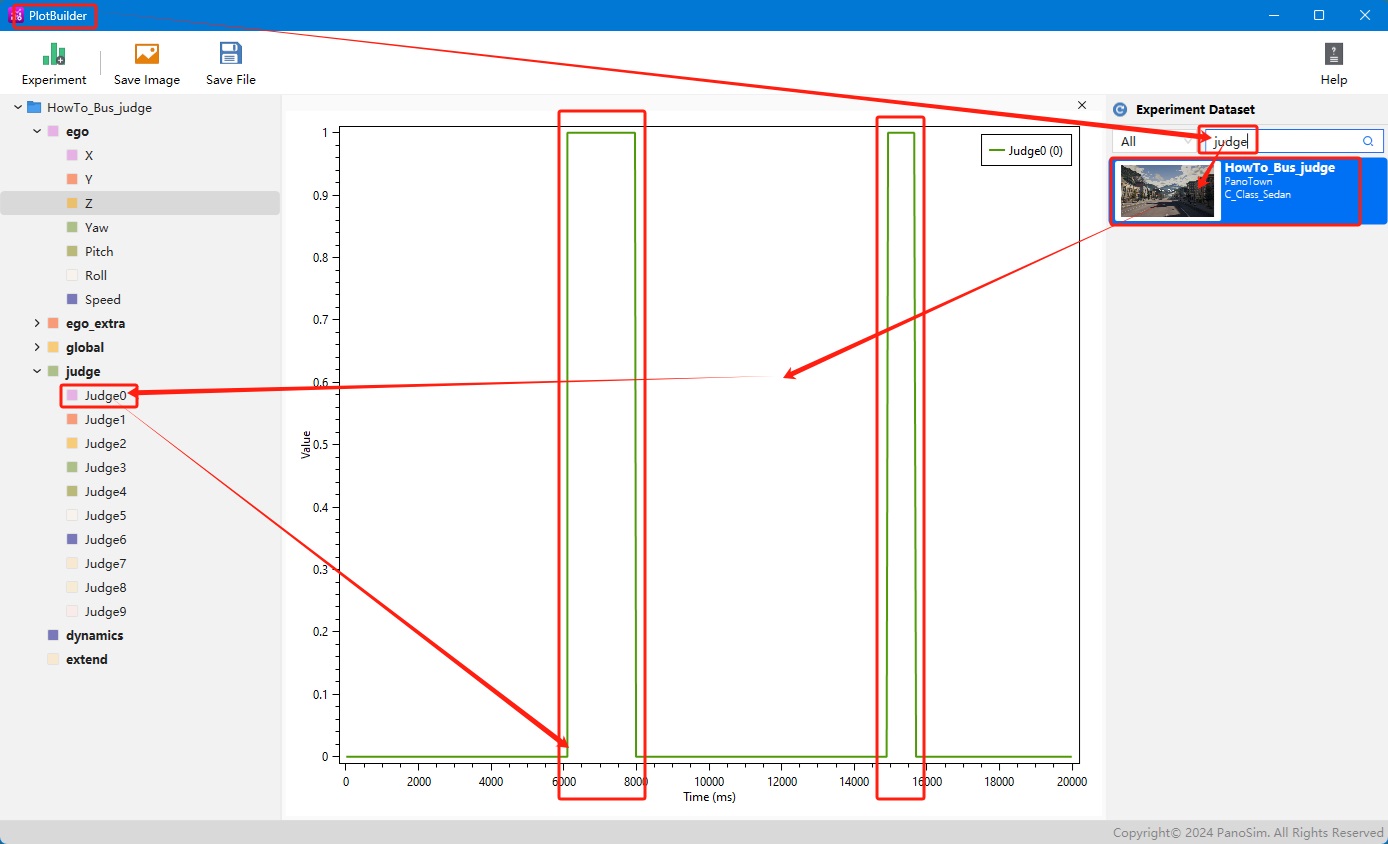 PlotBuilder
Experiment
Save Image
Save File
Help
HowTo_Bus_judge
ego
X
Y
Z
Yaw
Pitch
Roll
Speed
ego_extra
global
judge
Judge0
Judge1
Judge2
Judge3
Judge4
Judge5
Judge6
Judge7
Judge8
Judge9
dynamics
extend
Judge0 (0)
1
0.9
0.8
0.7
0.6
0.5
0.4
0.3
0.2
0.1
0
Value
0 2000 4000 6000 8000 10000 12000 14000 16000 18000 20000
Time (ms)
Experiment Dataset
All
judge
HowTo_Bus_judge
PanoTown
C_Class_Sedan
Copyright© 2024 PanoSim. All Rights Reserved